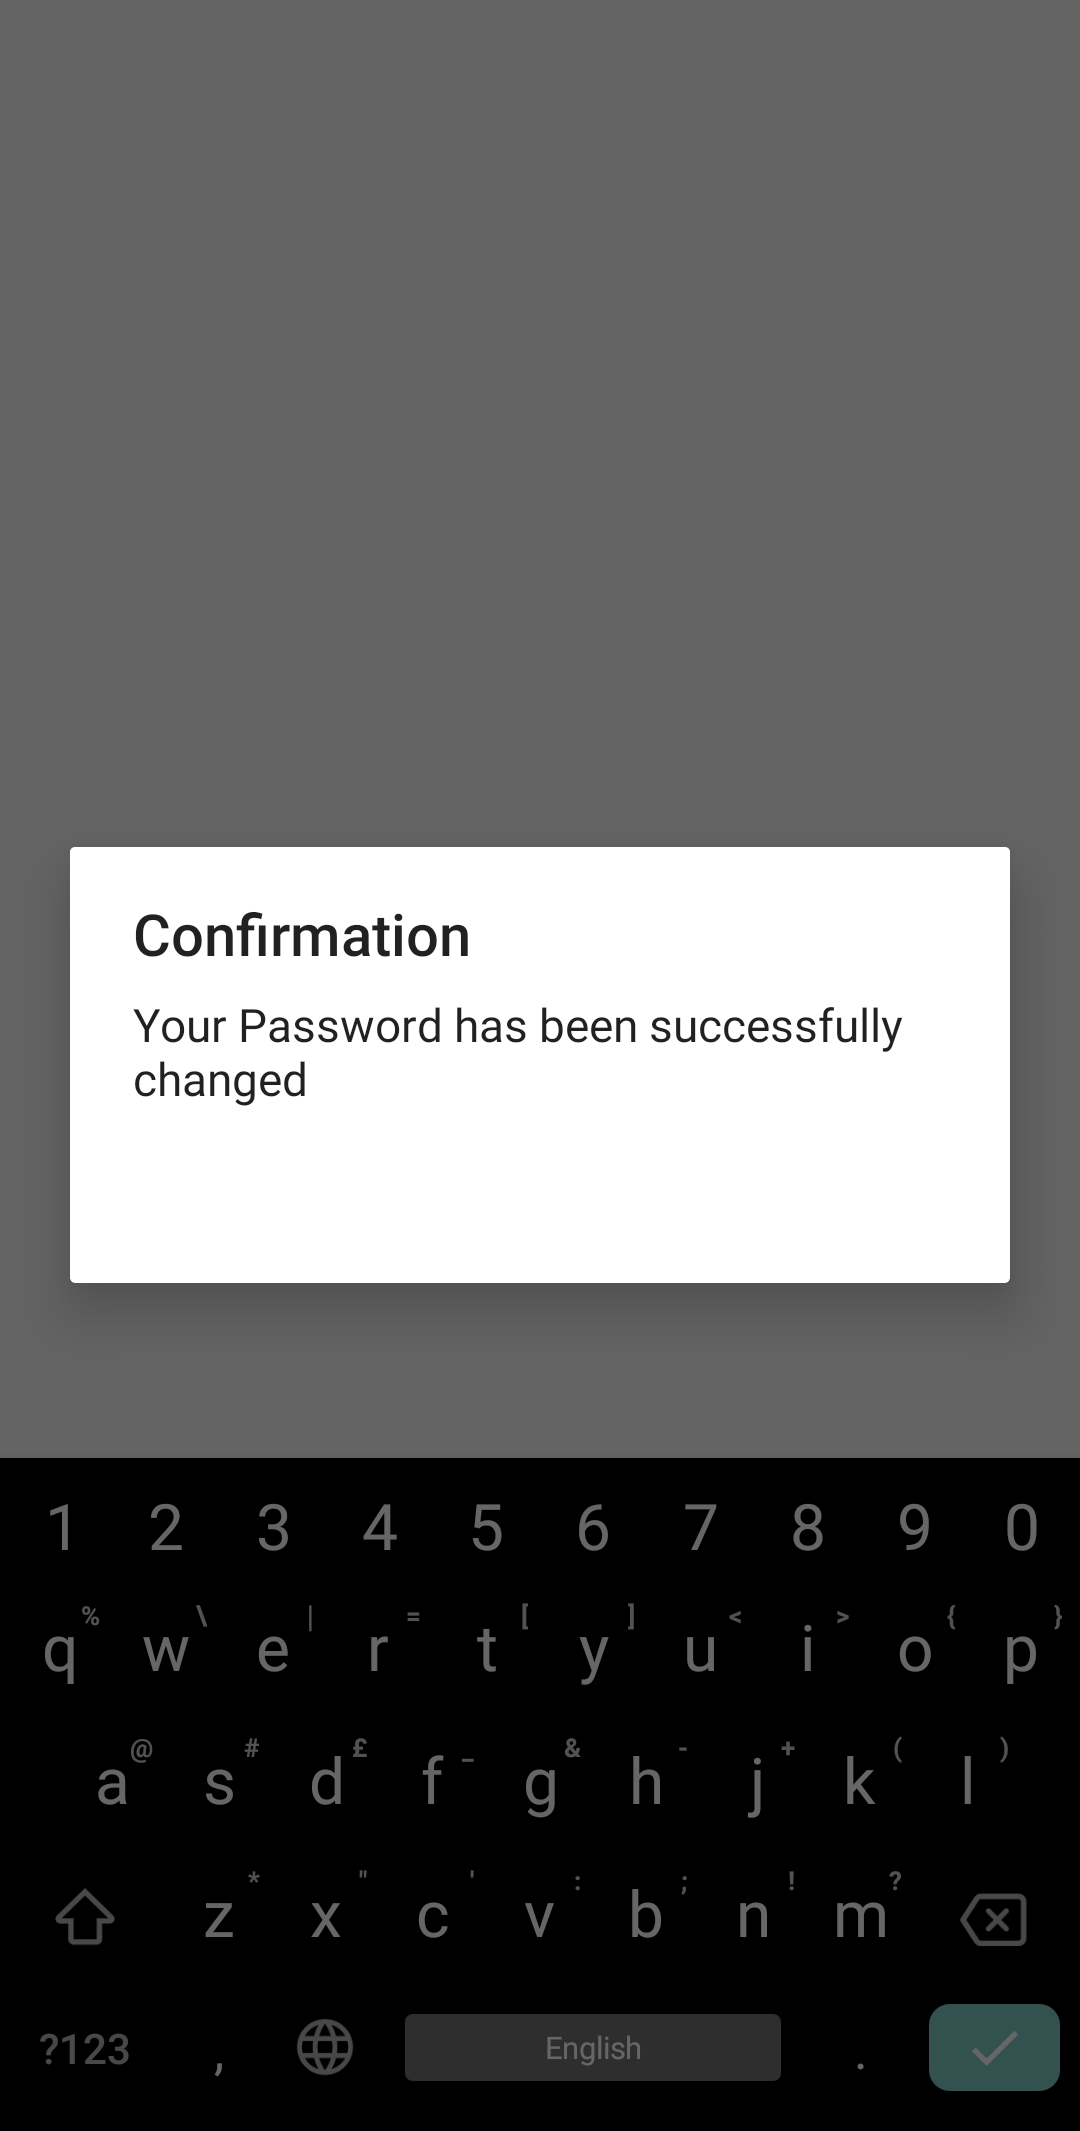 Confirmation
Your Password has been successfully
changed
1 2 3 4 5 6 7 8 9 0
q % w \ e | r = t [ y ] u < i > o { p }
a @ s # d £ f _ g & h - j + k ( l )
z * x " c ' v : b ; n ! m ?
?123 , English .